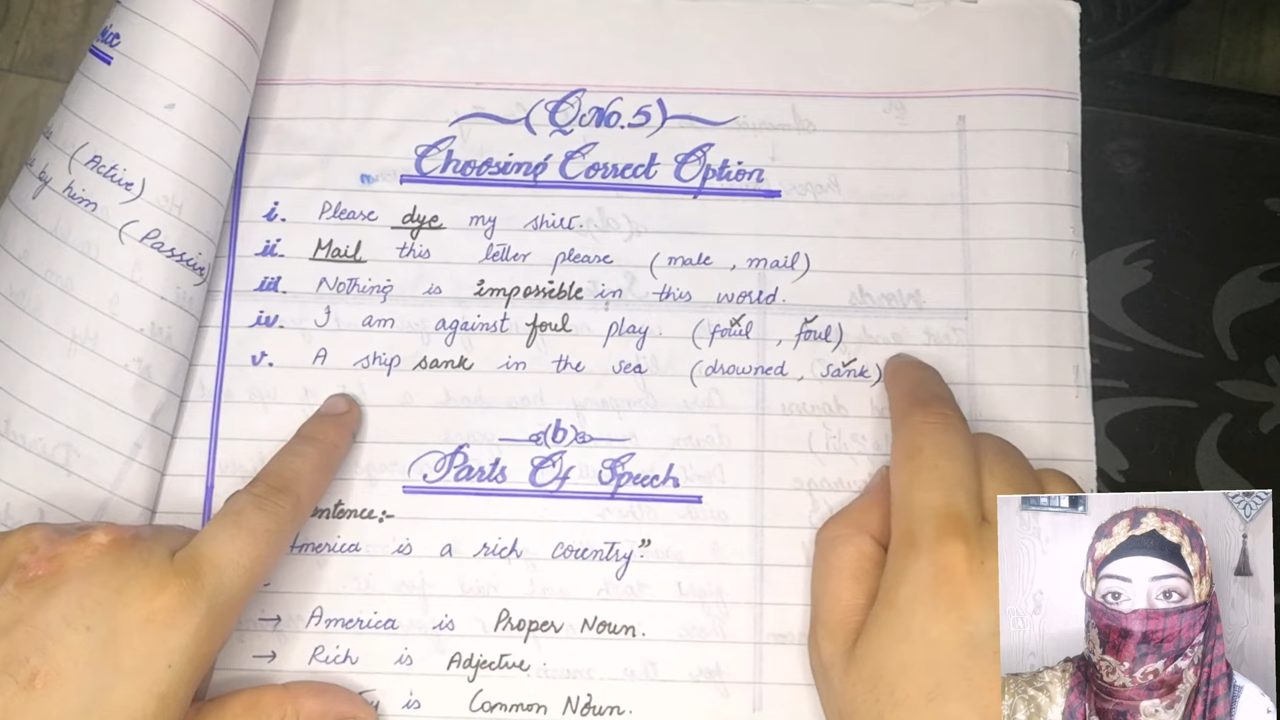 (Active)
by him (Passive)
(Q No. 5)
Choosing Correct Option
i. Please dye my shirt.
ii. Mail this letter please (male, mail)
iii. Nothing is impossible in this world.
iv. I am against foul play. (fowl, foul)
v. A ship sank in the sea (drowned, sank)
(b)
Parts Of Speech
entence:-
America is a rich country"
→ America is Proper Noun.
→ Rich is Adjective.
is Common Noun.